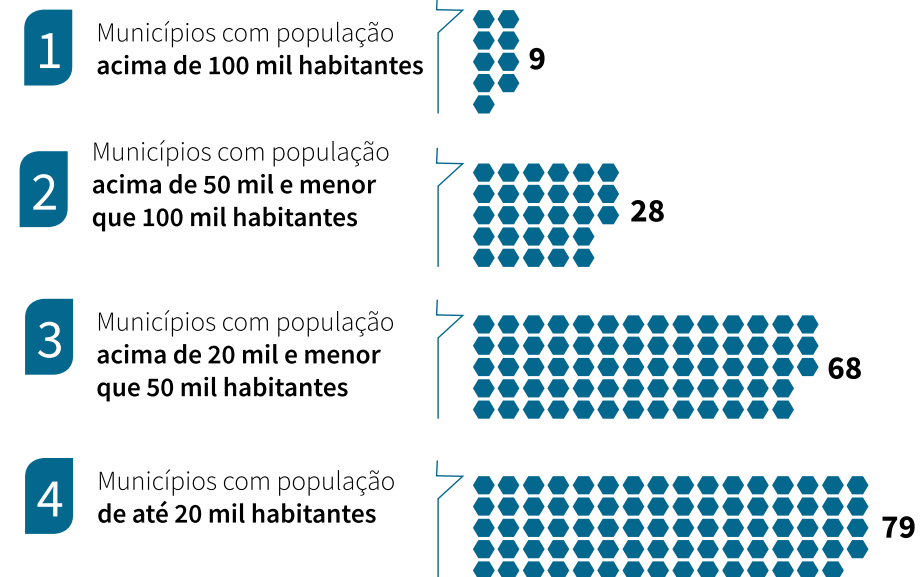 1
Municípios com população
acima de 100 mil habitantes
9
2
Municípios com população
acima de 50 mil e menor
que 100 mil habitantes
28
3
Municípios com população
acima de 20 mil e menor
que 50 mil habitantes
68
4
Municípios com população
de até 20 mil habitantes
79